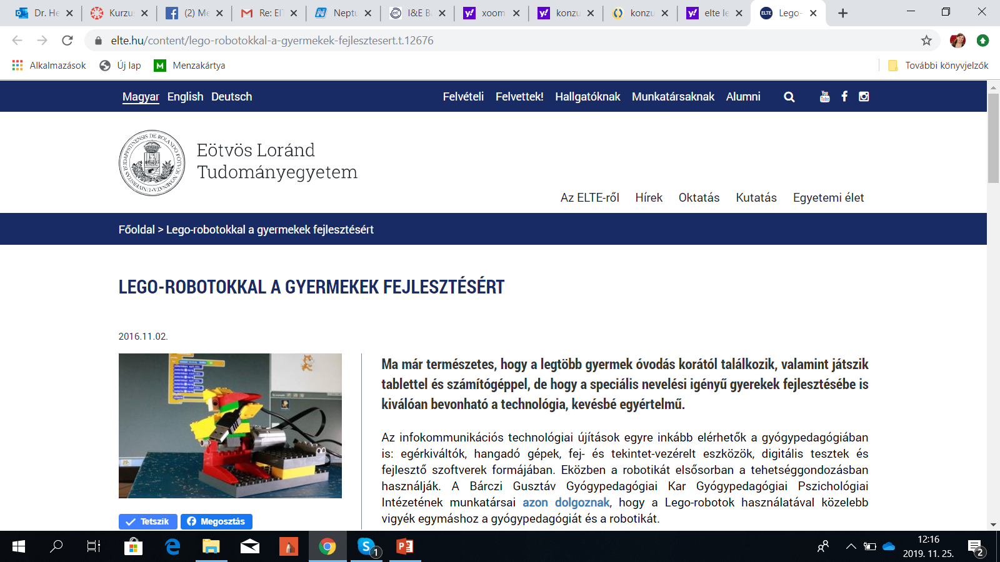 Dr. He
Kurzu
(2) Me
Re: El
Neptu
I&E B
xoom
konzu
konzu
elte le
Lego-
elte.hu/content/lego-robotokkal-a-gyermekek-fejlesztesert.t.12676
Alkalmazások
Új lap
M Menzakártya
További könyvjelzők
Magyar English Deutsch
Felvételi Felvettek! Hallgatóknak Munkatársaknak Alumni
Eötvös Loránd
Tudományegyetem
Az ELTE-ről Hírek Oktatás Kutatás Egyetemi élet
Főoldal > Lego-robotokkal a gyermekek fejlesztésért
LEGO-ROBOTOKKAL A GYERMEKEK FEJLESZTÉSÉRT
2016.11.02.
Ma már természetes, hogy a legtöbb gyermek óvodás korától találkozik, valamint játszik
tablettel és számítógéppel, de hogy a speciális nevelési igényű gyerekek fejlesztésébe is
kiválóan bevonható a technológia, kevésbé egyértelmű.
Az infokommunikációs technológiai újítások egyre inkább elérhetők a gyógypedagógiában
is: egérkiváltók, hangadó gépek, fej- és tekintet-vezérelt eszközök, digitális tesztek és
fejlesztő szoftverek formájában. Eközben a robotikát elsősorban a tehetséggondozásban
használják. A Bárczi Gusztáv Gyógypedagógiai Kar Gyógypedagógiai Pszichológiai
Intézetének munkatársai azon dolgoznak, hogy a Lego-robotok használatával közelebb
vigyék egymáshoz a gyógypedagógiát és a robotikát.
Tetszik
Megosztás
1
12:16
2019. 11. 25.
2